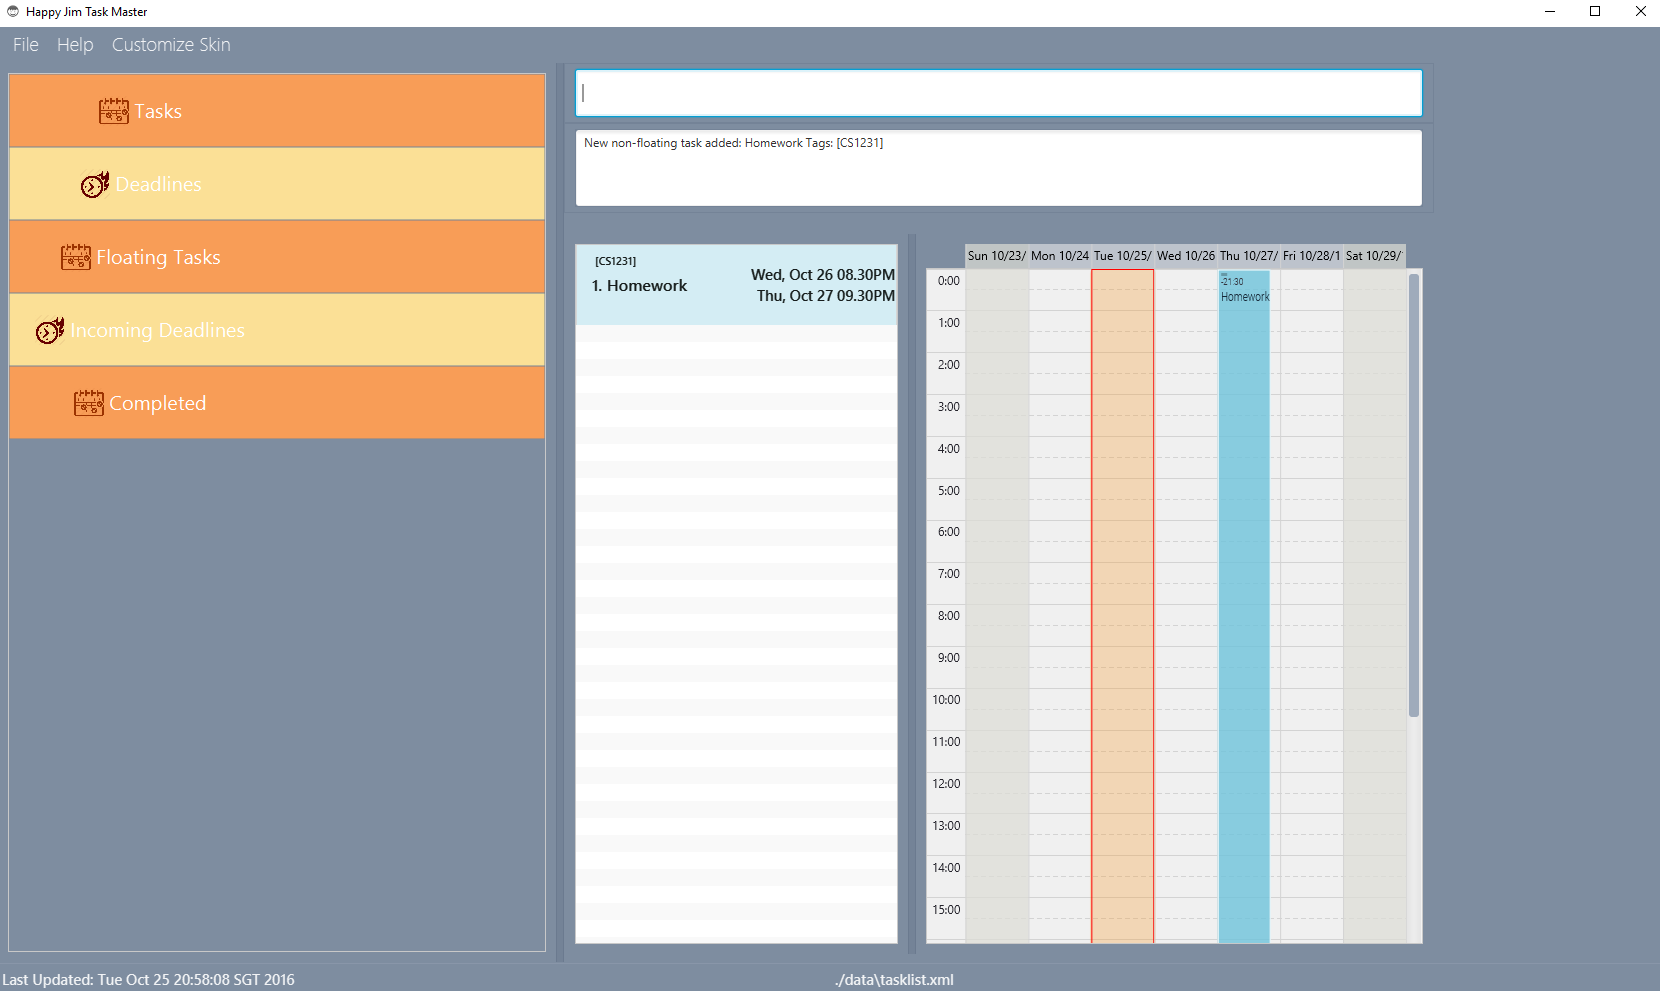 Happy Jim Task Master
File Help Customize Skin
Tasks
Deadlines
Floating Tasks
Incoming Deadlines
Completed
New non-floating task added: Homework Tags: [CS1231]
[CS1231]
1. Homework
Wed, Oct 26 08.30PM
Thu, Oct 27 09.30PM
Sun 10/23/ Mon 10/24 Tue 10/25/ Wed 10/26 Thu 10/27/ Fri 10/28/1 Sat 10/29/
0:00
-21:30
Homework
1:00
2:00
3:00
4:00
5:00
6:00
7:00
8:00
9:00
10:00
11:00
12:00
13:00
14:00
15:00
Last Updated: Tue Oct 25 20:58:08 SGT 2016
./data\tasklist.xml